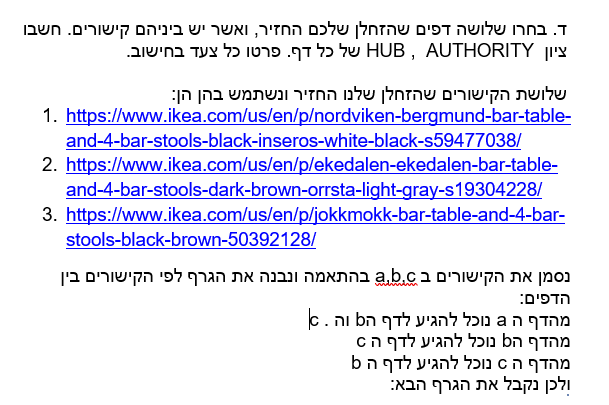 ד. בחרו שלושה דפים שהזחלן שלכם החזיר, ואשר יש ביניהם קישורים. חשבו
ציון HUB , AUTHORITY של כל דף. פרטו כל צעד בחישוב.
שלושת הקישורים שהזחלן שלנו החזיר ונשתמש בהן הן:
1. https://www.ikea.com/us/en/p/nordviken-bergmund-bar-table-
and-4-bar-stools-black-inseros-white-black-s59477038/
2. https://www.ikea.com/us/en/p/ekedalen-ekedalen-bar-table-
and-4-bar-stools-dark-brown-orrsta-light-gray-s19304228/
3. https://www.ikea.com/us/en/p/jokkmokk-bar-table-and-4-bar-
stools-black-brown-50392128/
נסמן את הקישורים ב a,b,c בהתאמה ונבנה את הגרף לפי הקישורים בין
הדפים:
מהדף ה a נוכל להגיע לדף הb וה c .
מהדף הb נוכל להגיע לדף ה c
מהדף ה c נוכל להגיע לדף ה b
ולכן נקבל את הגרף הבא: